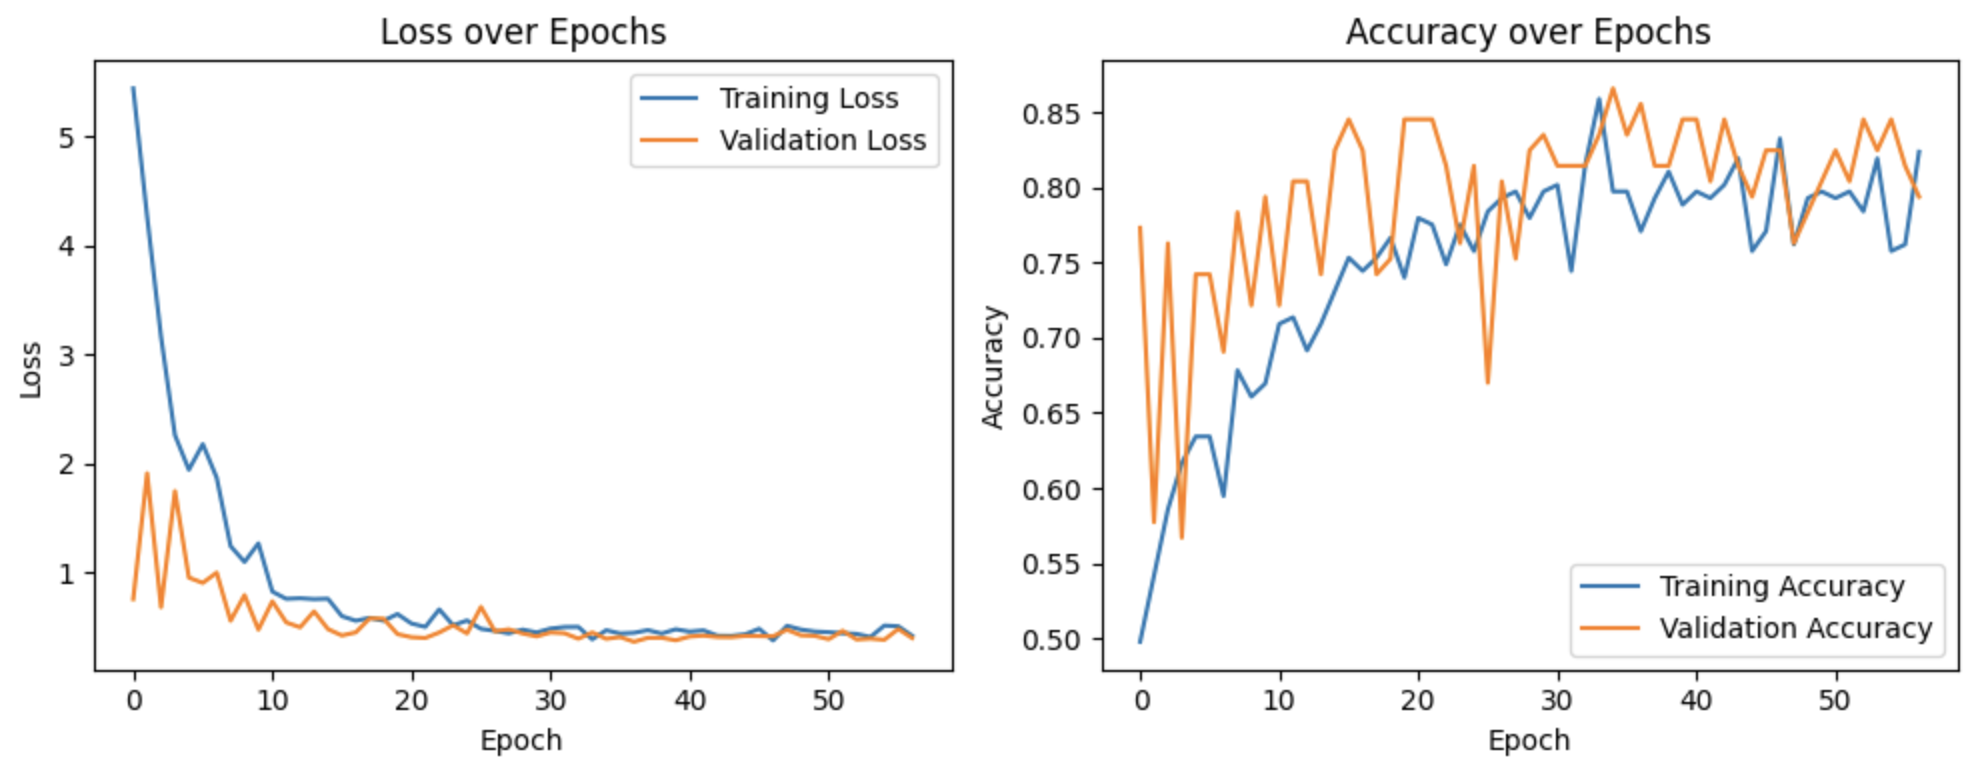 Loss over Epochs
Training Loss
Validation Loss
5
4
3
2
1
Loss
0 10 20 30 40 50
Epoch
Accuracy over Epochs
0.85
0.80
0.75
0.70
0.65
0.60
0.55
0.50
Accuracy
Training Accuracy
Validation Accuracy
0 10 20 30 40 50
Epoch